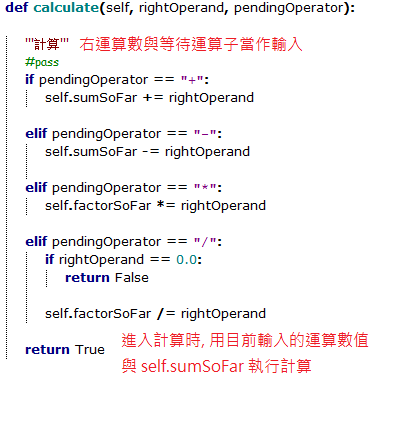 def calculate(self, rightOperand, pendingOperator):
'''計算''' 右運算數與等待運算子當作輸入
#pass
if pendingOperator == "+":
self.sumSoFar += rightOperand
elif pendingOperator == "-":
self.sumSoFar -= rightOperand
elif pendingOperator == "*":
self.factorSoFar *= rightOperand
elif pendingOperator == "/":
if rightOperand == 0.0:
return False
self.factorSoFar /= rightOperand
return True
進入計算時, 用目前輸入的運算數值
與 self.sumSoFar 執行計算